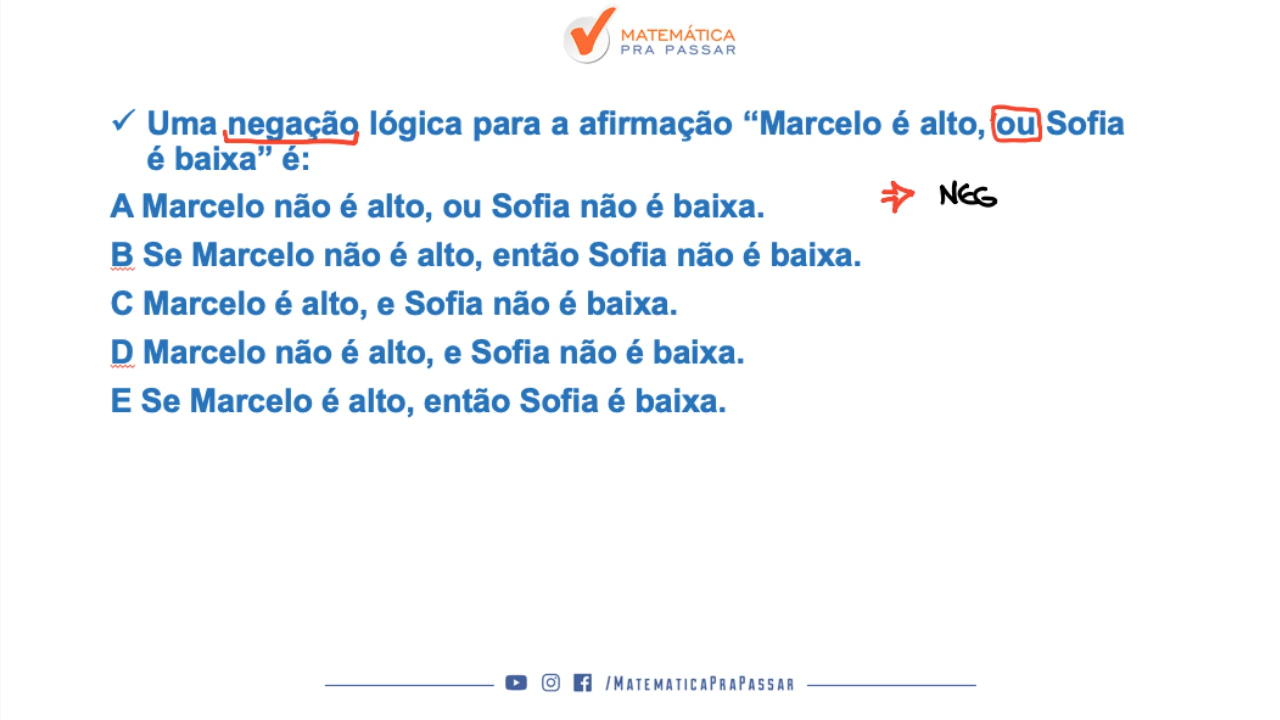 MATEMÁTICA
PRA PASSAR
✓ Uma negação lógica para a afirmação “Marcelo é alto, ou Sofia
é baixa” é:
A Marcelo não é alto, ou Sofia não é baixa.
⇒ NEG
B Se Marcelo não é alto, então Sofia não é baixa.
C Marcelo é alto, e Sofia não é baixa.
D Marcelo não é alto, e Sofia não é baixa.
E Se Marcelo é alto, então Sofia é baixa.
/MATEMATICAPRAPASSAR